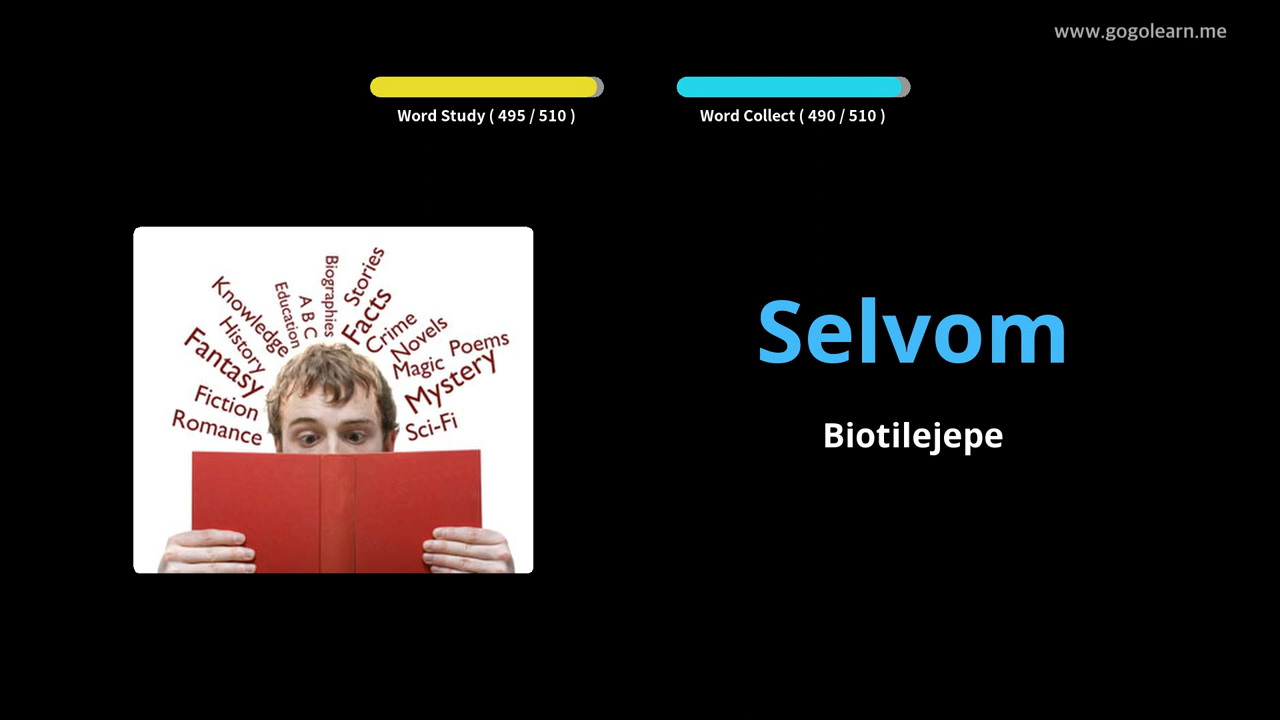 www.gogolearn.me
Word Study ( 495 / 510 )
Word Collect ( 490 / 510 )
Biographies
Stories
Knowledge
Education
A B C
Facts
History
Crime
Novels
Fantasy
Magic
Poems
Mystery
Fiction
Romance
Sci-Fi
Selvom
Biotilejepe